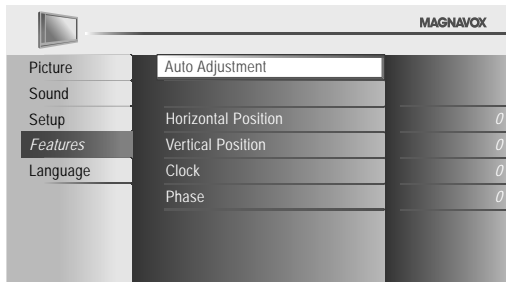 MAGNAVOX
Picture
Auto Adjustment
Sound
Setup
Horizontal Position 0
Features
Vertical Position 0
Language
Clock 0
Phase 0